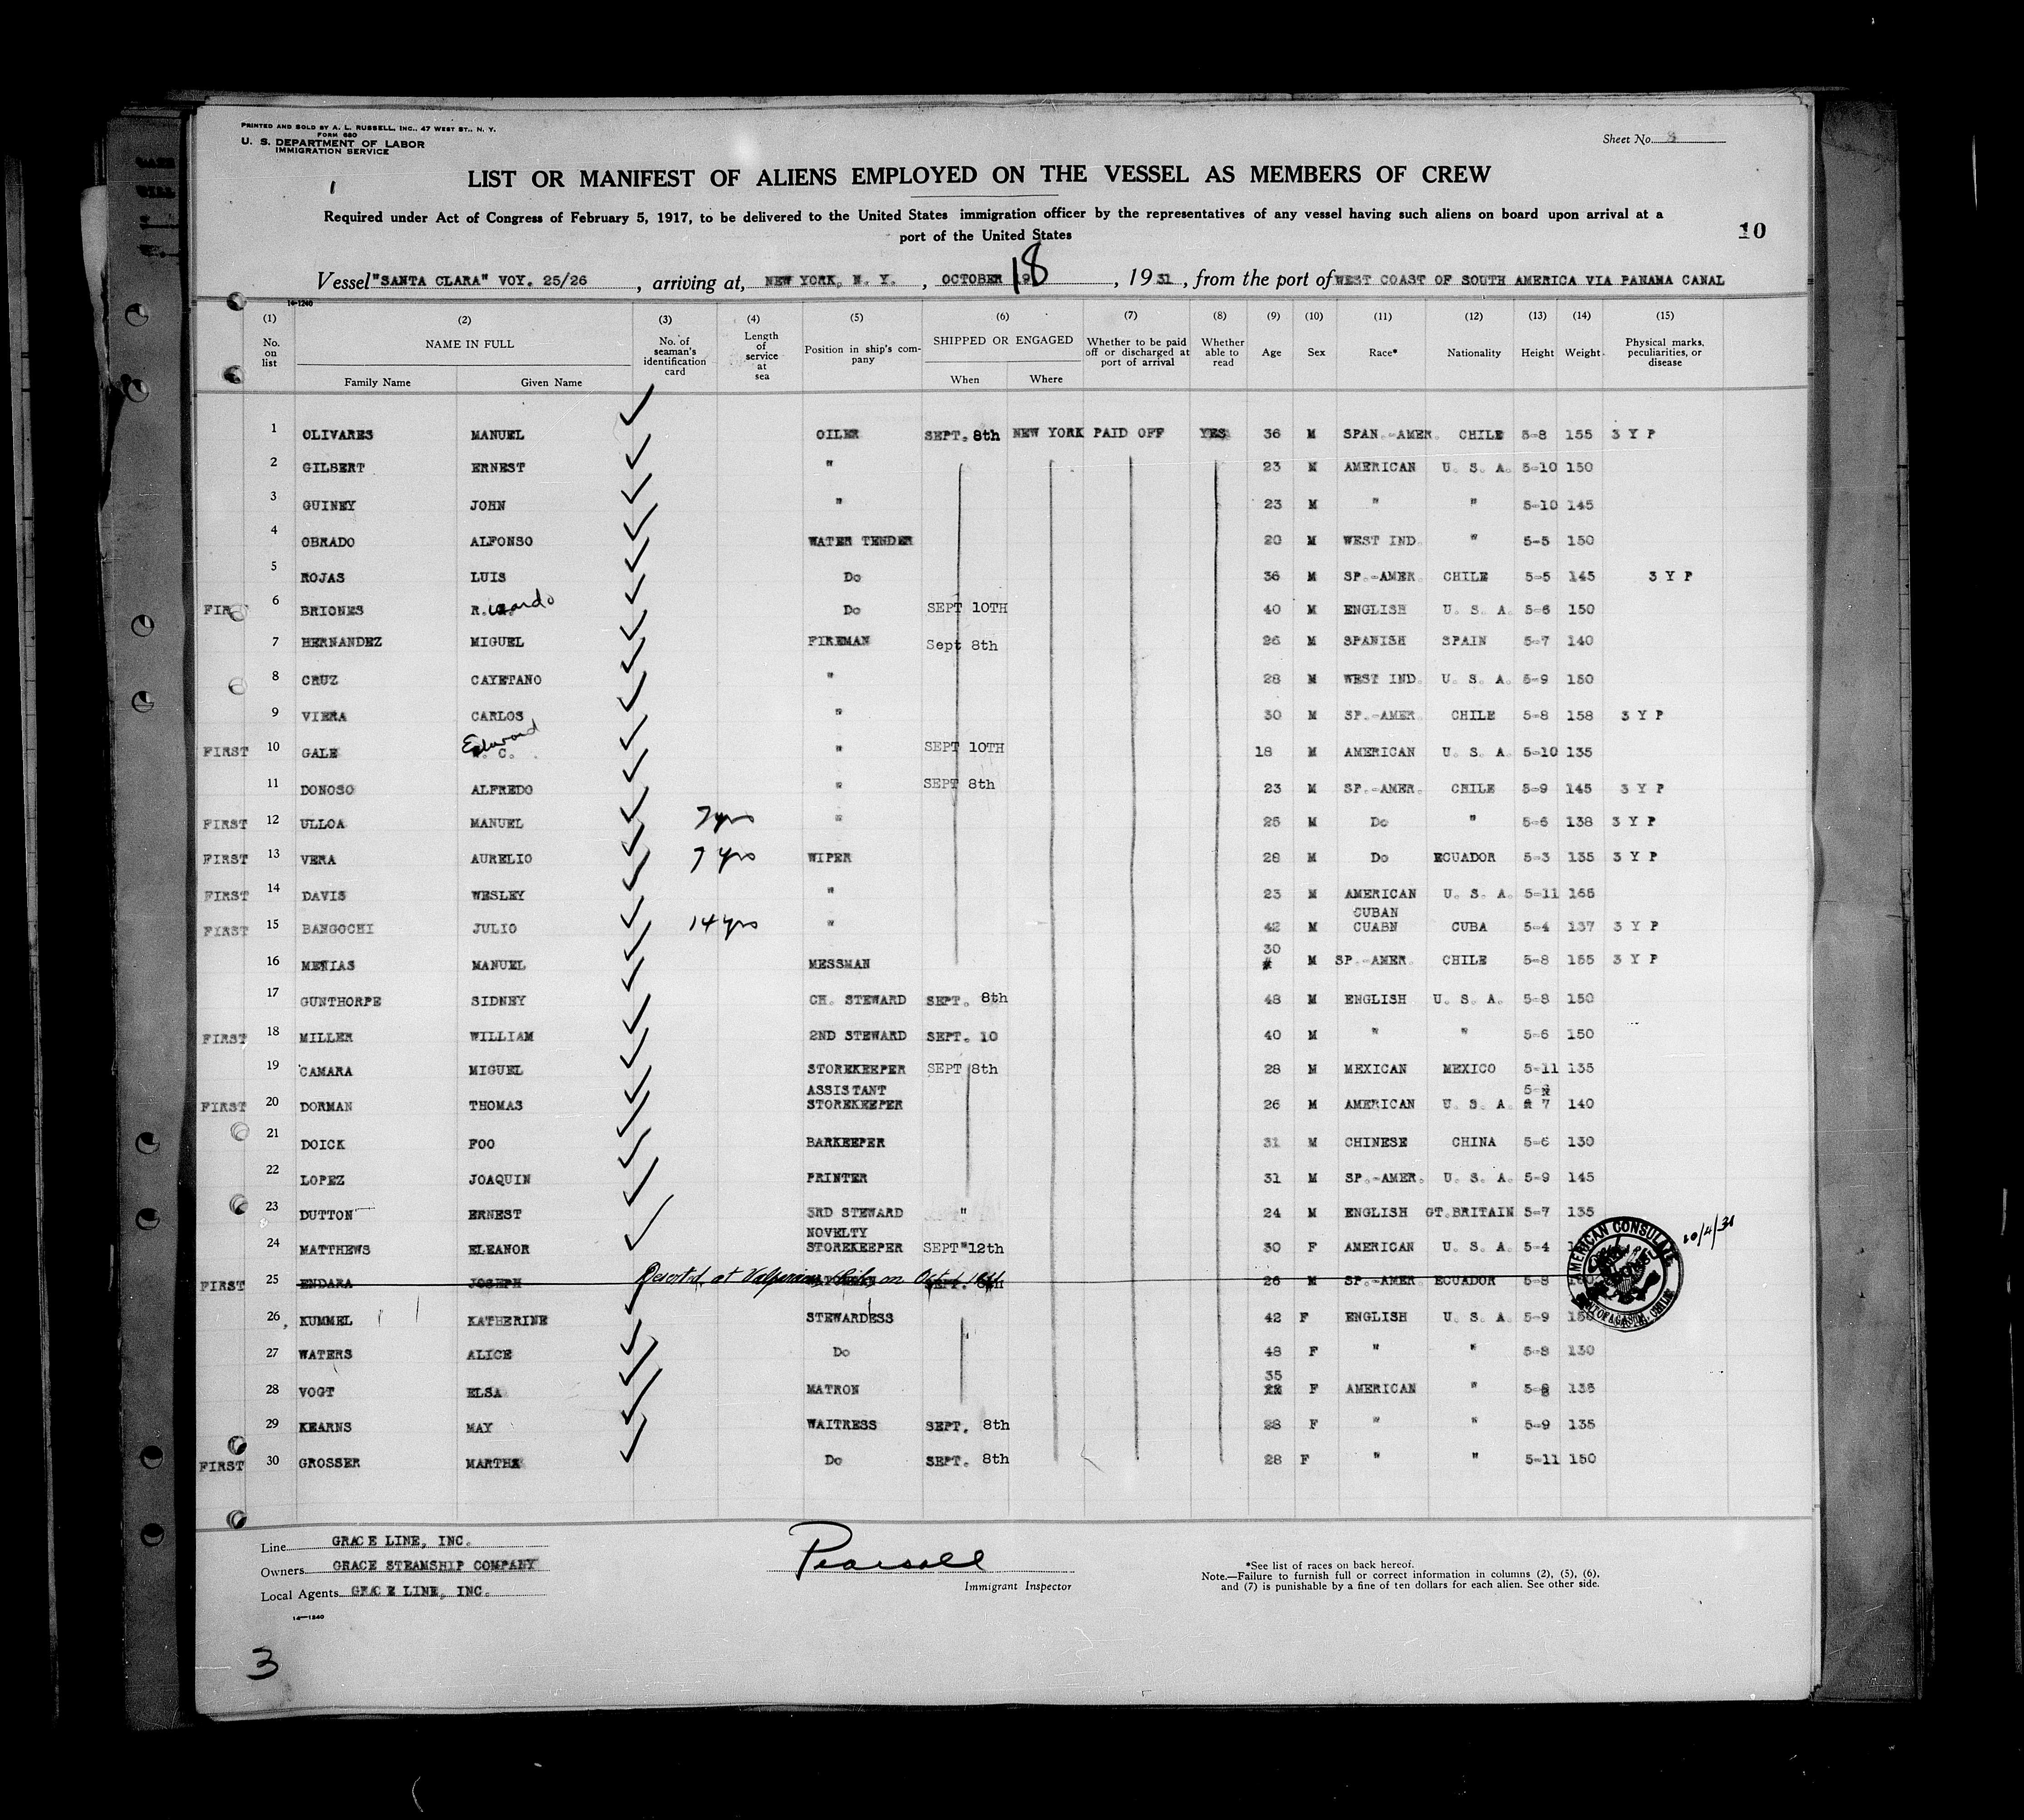 PRINTED AND SOLD BY A. L. RUSSELL, INC., 47 WEST ST., N. Y.
FORM 680
U. S. DEPARTMENT OF LABOR
IMMIGRATION SERVICE
Sheet No.
LIST OR MANIFEST OF ALIENS EMPLOYED ON THE VESSEL AS MEMBERS OF CREW
Required under Act of Congress of February 5, 1917, to be delivered to the United States immigration officer by the representatives of any vessel having such aliens on board upon arrival at a
port of the United States
10
Vessel "SANTA CLARA" VOY. 25/26 , arriving at, NEW YORK, N. Y. , OCTOBER 18 , 1931 , from the port of WEST COAST OF SOUTH AMERICA VIA PANAMA CANAL
14-1240
(1) (2) (3) (4) (5) (6) (7) (8) (9) (10) (11) (12) (13) (14) (15)
No. on list NAME IN FULL Family Name Given Name No. of seaman's identification card Length of service at sea Position in ship's company SHIPPED OR ENGAGED When Where Whether to be paid off or discharged at port of arrival Whether able to read Age Sex Race* Nationality Height Weight Physical marks, peculiarities, or disease
1 OLIVARES MANUEL OILER SEPT. 8th NEW YORK PAID OFF YES 36 M SPAN.-AMER. CHILE 5-8 155 3 Y P
2 GILBERT ERNEST " 23 M AMERICAN U. S. A. 5-10 150
3 GUINEY JOHN " 23 M " " 5-10 145
4 OBRADO ALFONSO WATER TENDER 20 M WEST IND. " 5-5 150
5 ROJAS LUIS Do 36 M SP.-AMER. CHILE 5-5 145 3 Y P
FIRST 6 BRIONES Ricardo Do SEPT 10TH 40 M ENGLISH U. S. A. 5-6 150
7 HERNANDEZ MIGUEL FIREMAN Sept 8th 26 M SPANISH SPAIN 5-7 140
8 CRUZ CAYETANO " 28 M WEST IND. U. S. A. 5-9 150
9 VIERA CARLOS " 30 M SP.-AMER. CHILE 5-8 158 3 Y P
FIRST 10 GALE Edward C. " SEPT 10TH 18 M AMERICAN U. S. A. 5-10 135
11 DONOSO ALFREDO " SEPT 8th 23 M SP.-AMER. CHILE 5-9 145 3 Y P
FIRST 12 ULLOA MANUEL 7 yrs " 25 M Do " 5-6 138 3 Y P
FIRST 13 VERA AURELIO 7 yrs WIPER 28 M Do ECUADOR 5-3 135 3 Y P
FIRST 14 DAVIS WESLEY " 23 M AMERICAN U. S. A. 5-11 165
CUBAN
FIRST 15 BANGOCHI JULIO 14 yrs " 42 M CUABN CUBA 5-4 137 3 Y P
30
16 MENIAS MANUEL MESSMAN M SP.-AMER. CHILE 5-8 155 3 Y P
17 GUNTHORPE SIDNEY CH. STEWARD SEPT. 8th 48 M ENGLISH U. S. A. 5-8 150
FIRST 18 MILLER WILLIAM 2ND STEWARD SEPT. 10 40 M " " 5-6 150
19 CAMARA MIGUEL STOREKEEPER SEPT 8th 28 M MEXICAN MEXICO 5-11 135
ASSISTANT
FIRST 20 DORMAN THOMAS STOREKEEPER 26 M AMERICAN U. S. A. 7 140
21 DOICK FOO BARKEEPER 31 M CHINESE CHINA 5-6 130
22 LOPEZ JOAQUIN PRINTER 31 M SP.-AMER. U. S. A. 5-9 145
23 DUTTON ERNEST 3RD STEWARD " 24 M ENGLISH GT.BRITAIN 5-7 135
NOVELTY
24 MATTHEWS ELEANOR STOREKEEPER SEPT 12th 30 F AMERICAN U. S. A. 5-4
AMERICAN CONSULATE
FIRST 25 ENDARA JOSEPH Deserted at Valparaiso, Chile on Oct. 26 M SP.-AMER ECUADOR 5-8
26 KUMMEL KATHERINE STEWARDESS " 42 F ENGLISH U. S. A. 5-9 150
27 WATERS ALICE Do 48 F " " 5-8 130
35
28 VOGT ELSA MATRON F AMERICAN " 5-8 135
29 KEARNS MAY WAITRESS SEPT. 8th 28 F " " 5-9 135
FIRST 30 GROSSER MARTHA Do SEPT. 8th 28 F " " 5-11 150
Line GRACE LINE, INC.
Owners GRACE STEAMSHIP COMPANY
Local Agents GRACE LINE, INC.
14-1240
Pearsall
Immigrant Inspector
*See list of races on back hereof.
Note.—Failure to furnish full or correct information in columns (2), (5), (6),
and (7) is punishable by a fine of ten dollars for each alien. See other side.
3